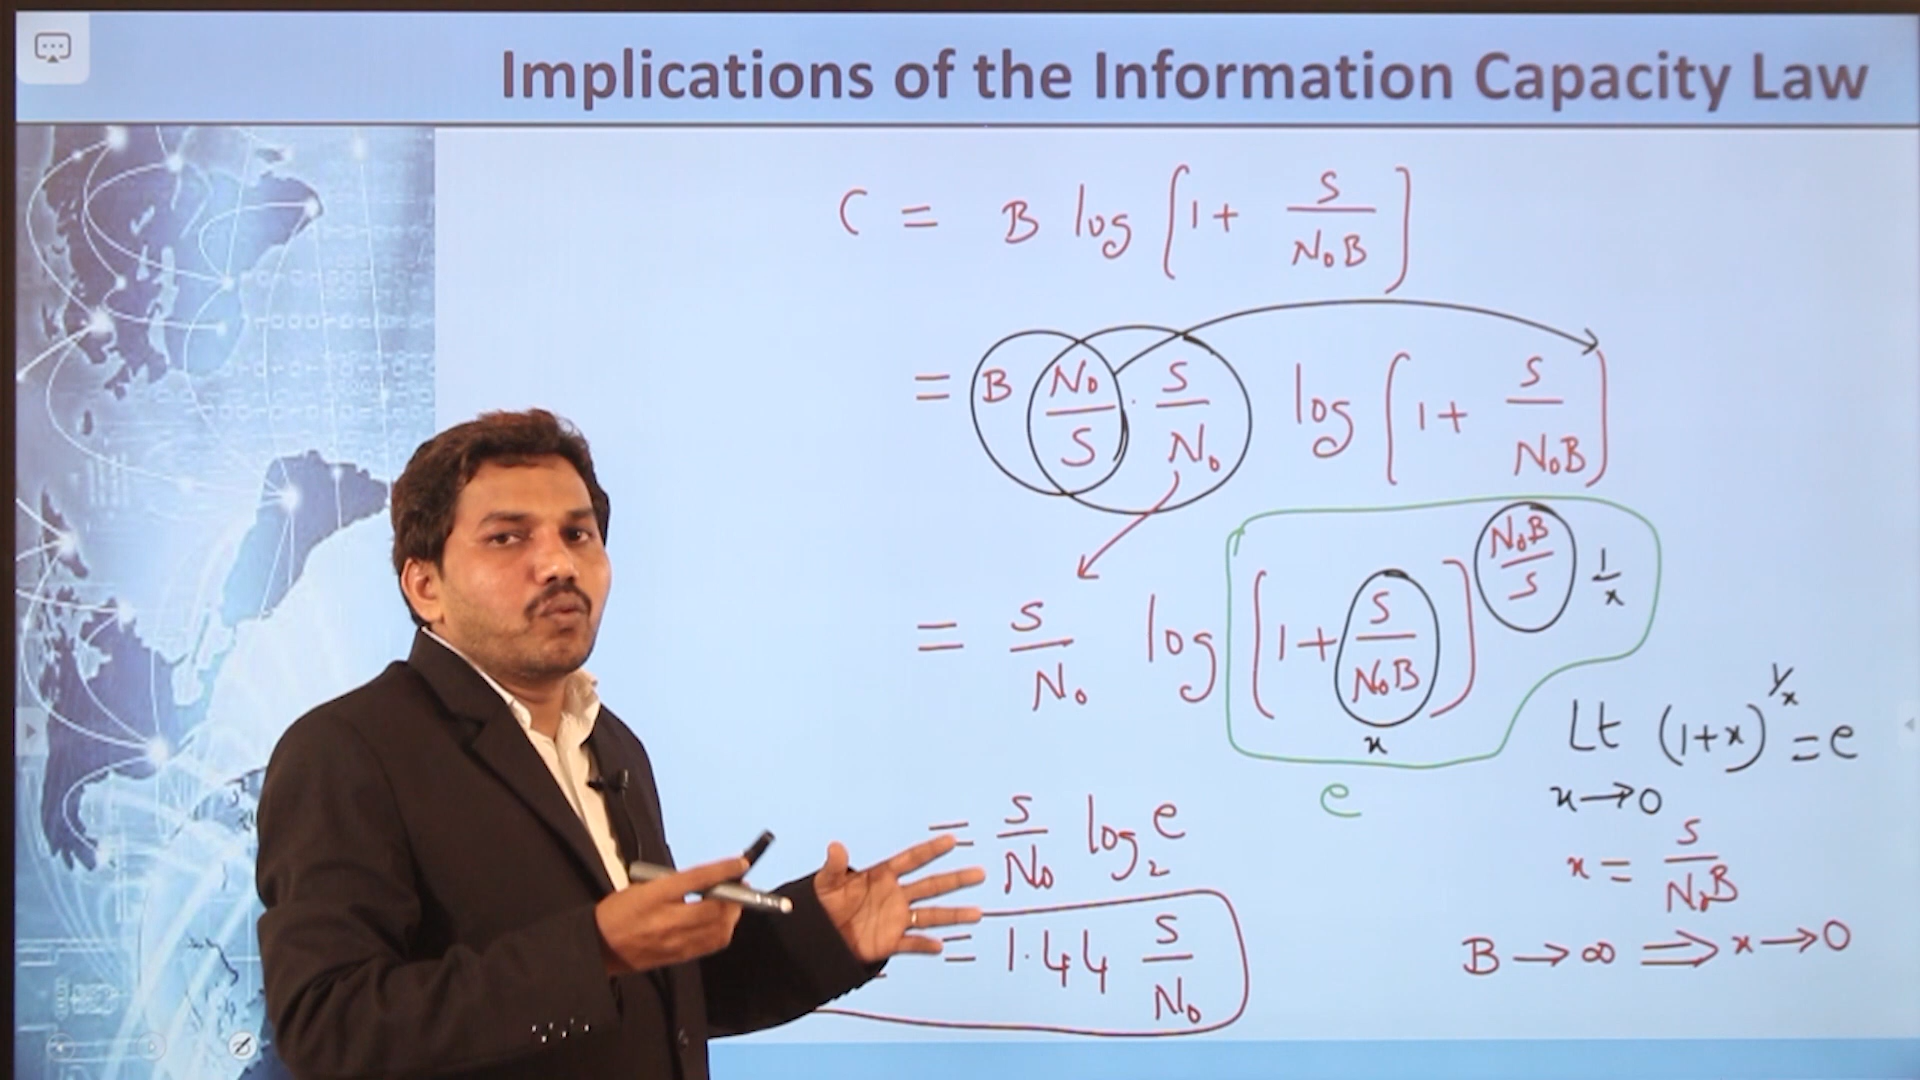 Implications of the Information Capacity Law
C = B log [1 + S/N₀B]
= B N₀/S · S/N₀ log [1 + S/N₀B]
= S/N₀ log [1 + S/N₀B]^(N₀B/S) 1/x
x
e
Lt (1+x)^(1/x) = e
x → 0
= S/N₀ log₂ e
x = S/N₀B
= 1.44 S/N₀
B → ∞ ⟹ x → 0